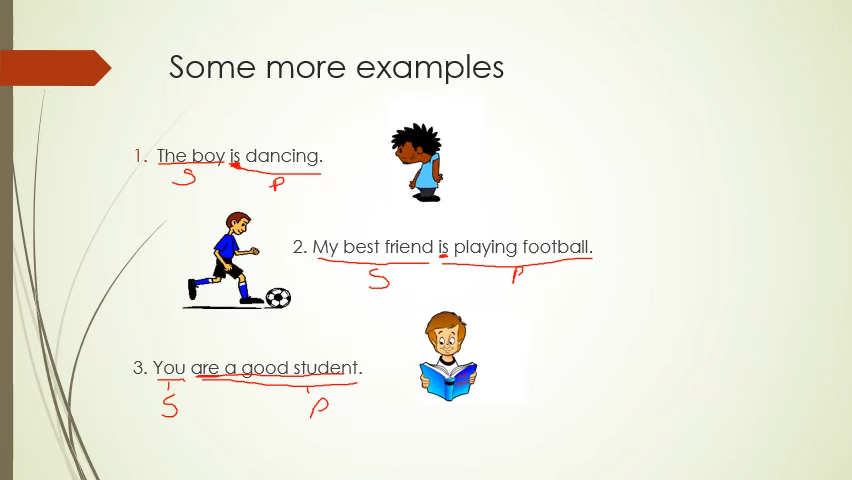 Some more examples
1. The boy is dancing.
S P
2. My best friend is playing football.
S P
3. You are a good student.
S P